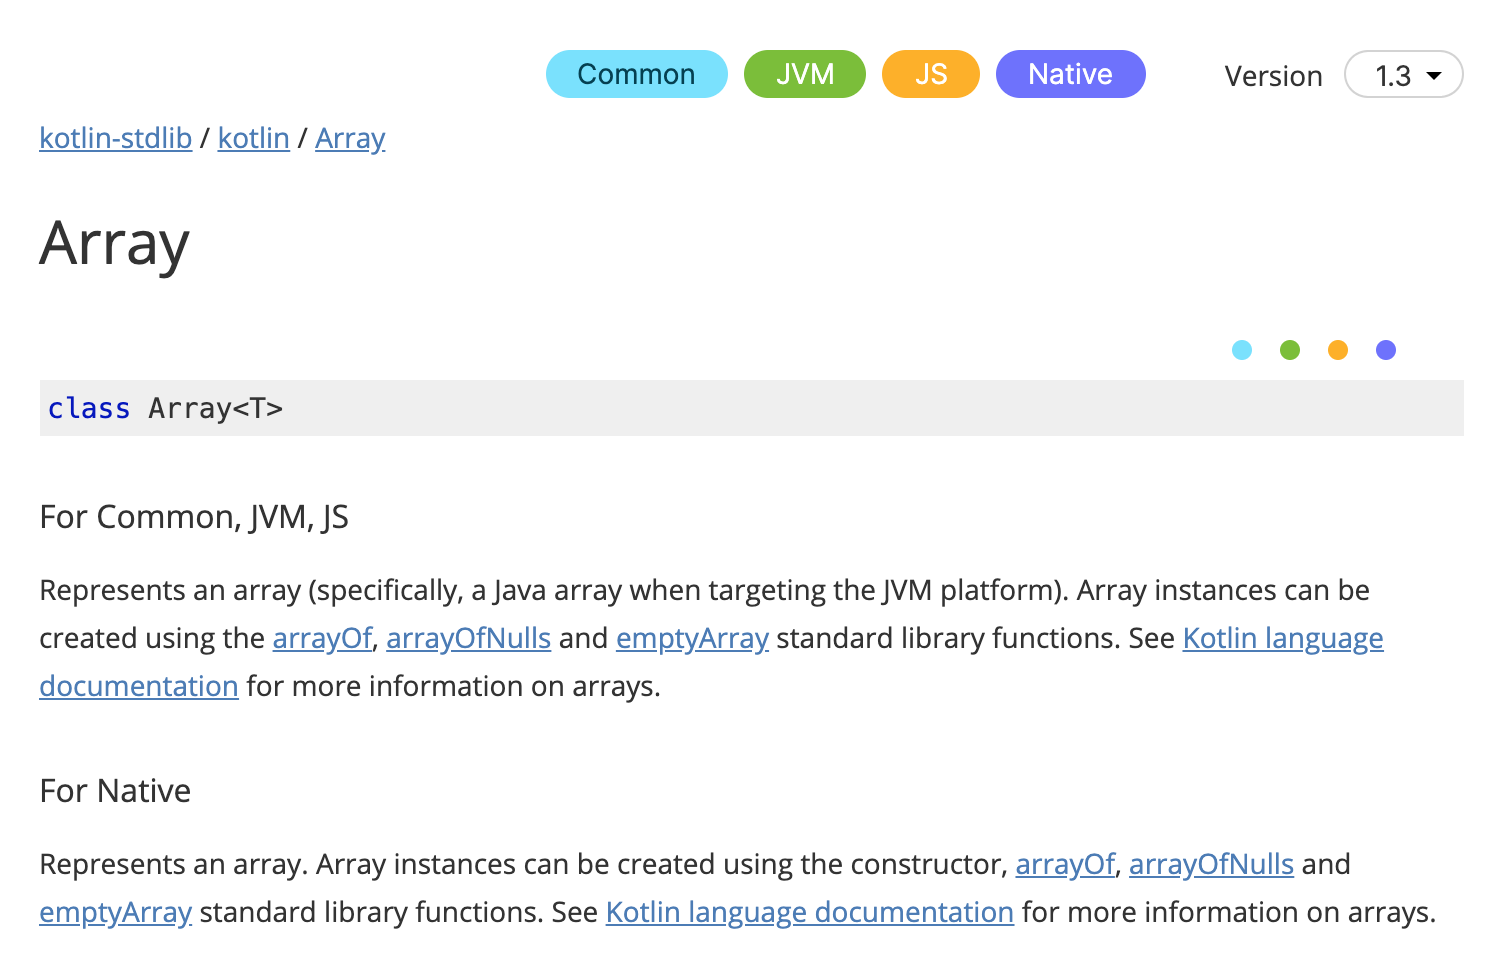 Common JVM JS Native Version 1.3
kotlin-stdlib / kotlin / Array
Array
class Array<T>
For Common, JVM, JS
Represents an array (specifically, a Java array when targeting the JVM platform). Array instances can be
created using the arrayOf, arrayOfNulls and emptyArray standard library functions. See Kotlin language
documentation for more information on arrays.
For Native
Represents an array. Array instances can be created using the constructor, arrayOf, arrayOfNulls and
emptyArray standard library functions. See Kotlin language documentation for more information on arrays.